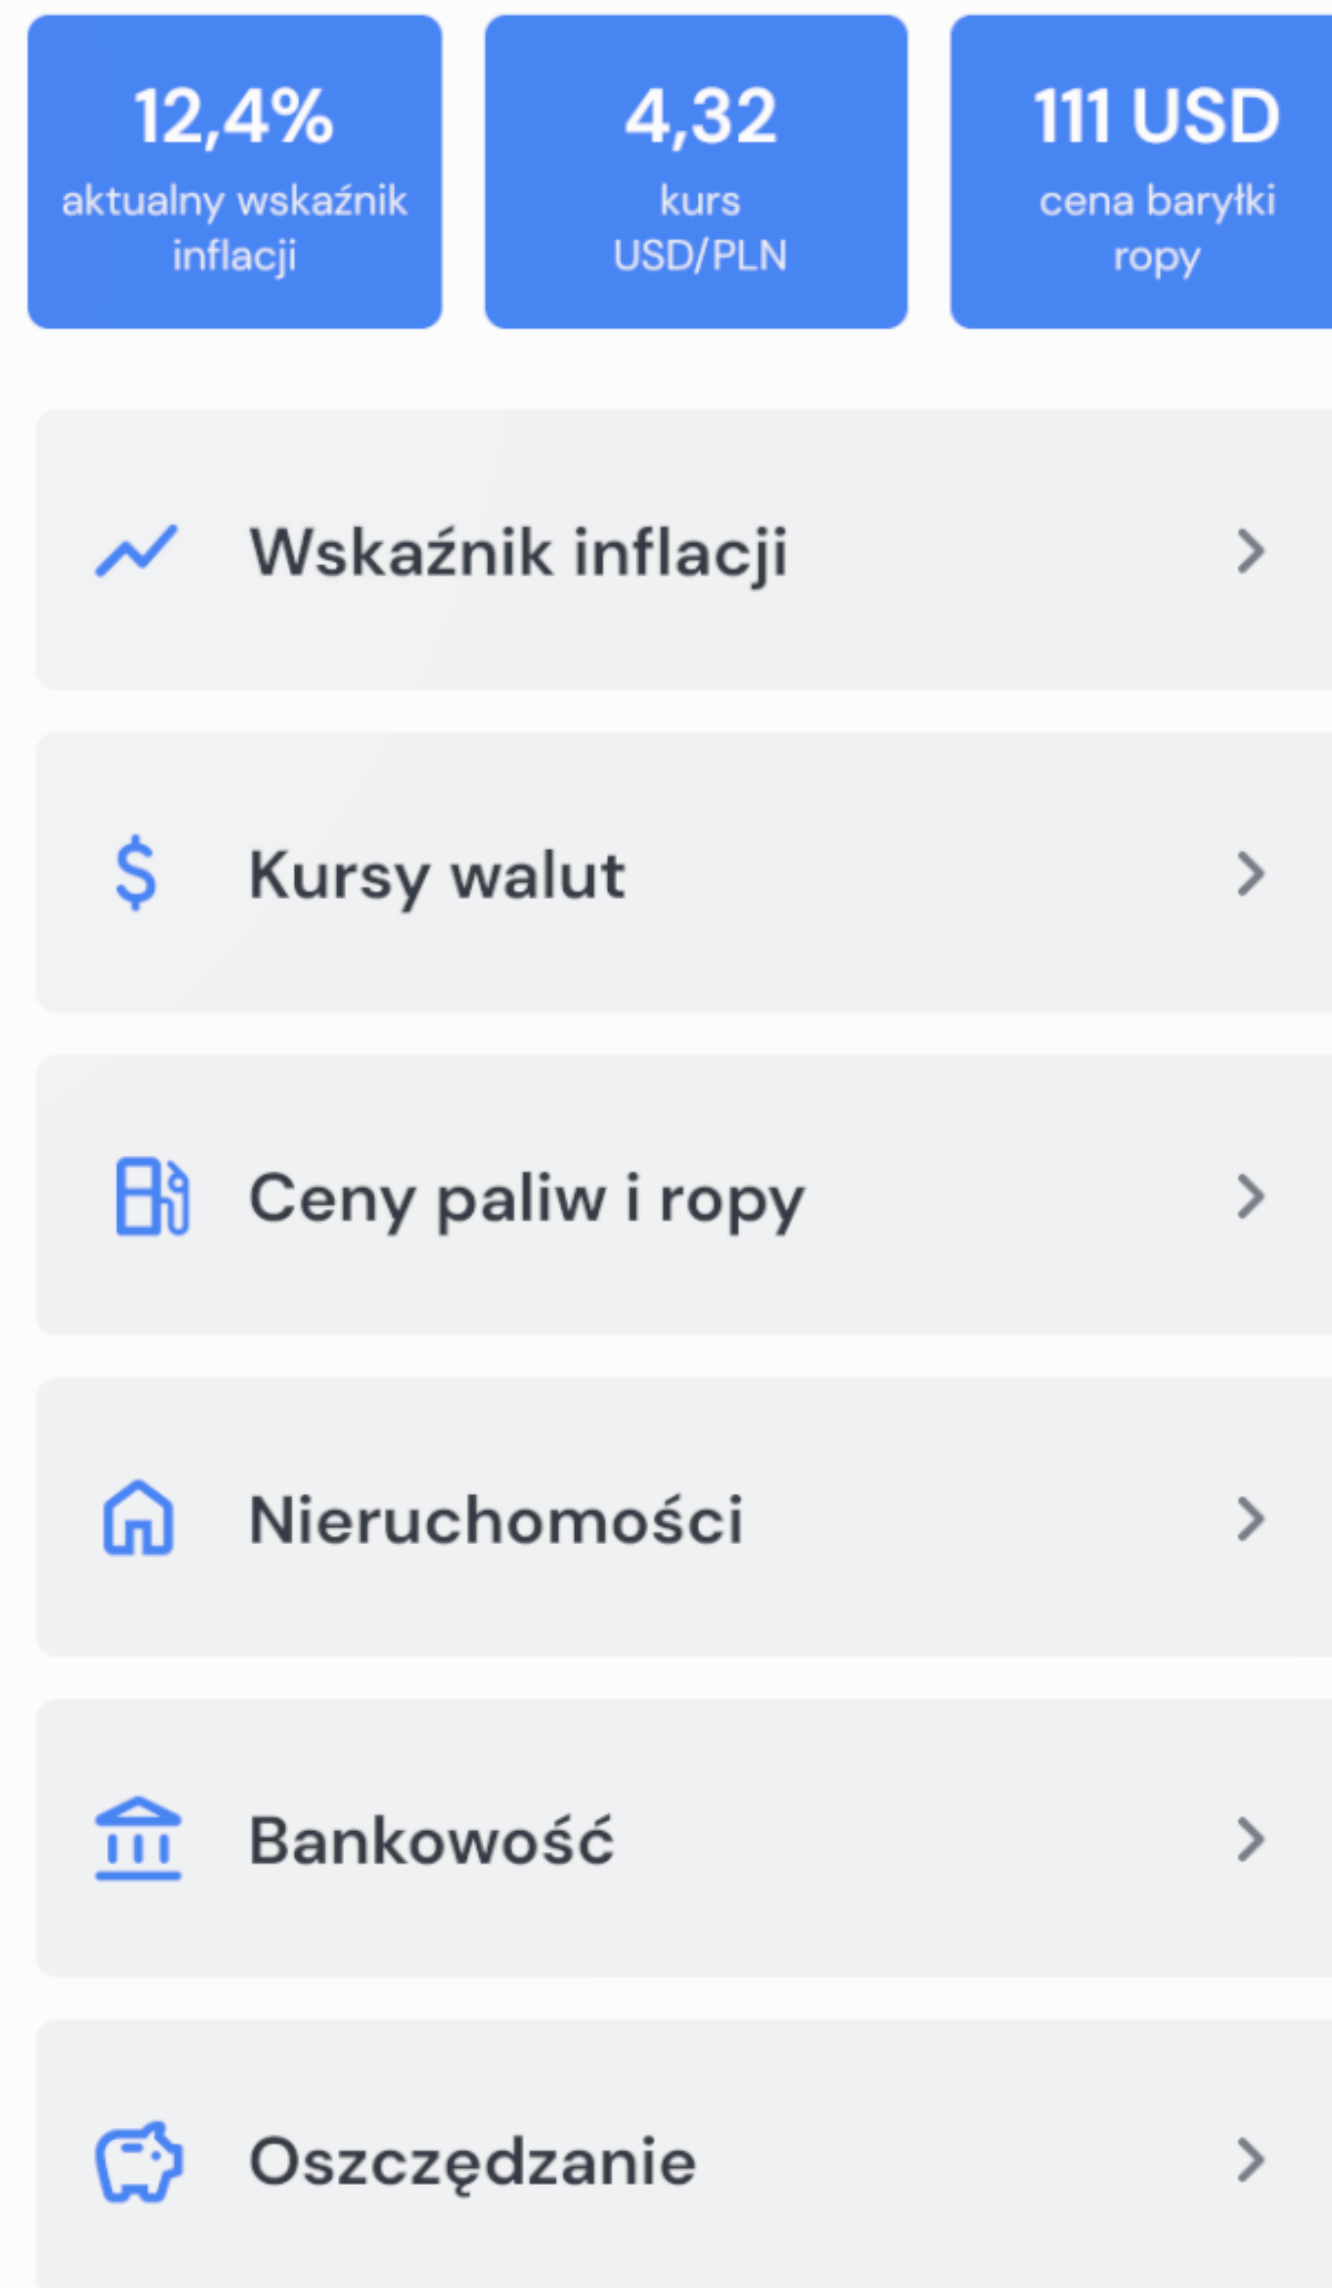 12,4%
aktualny wskaźnik
inflacji
4,32
kurs
USD/PLN
111 USD
cena baryłki
ropy
Wskaźnik inflacji
Kursy walut
Ceny paliw i ropy
Nieruchomości
Bankowość
Oszczędzanie